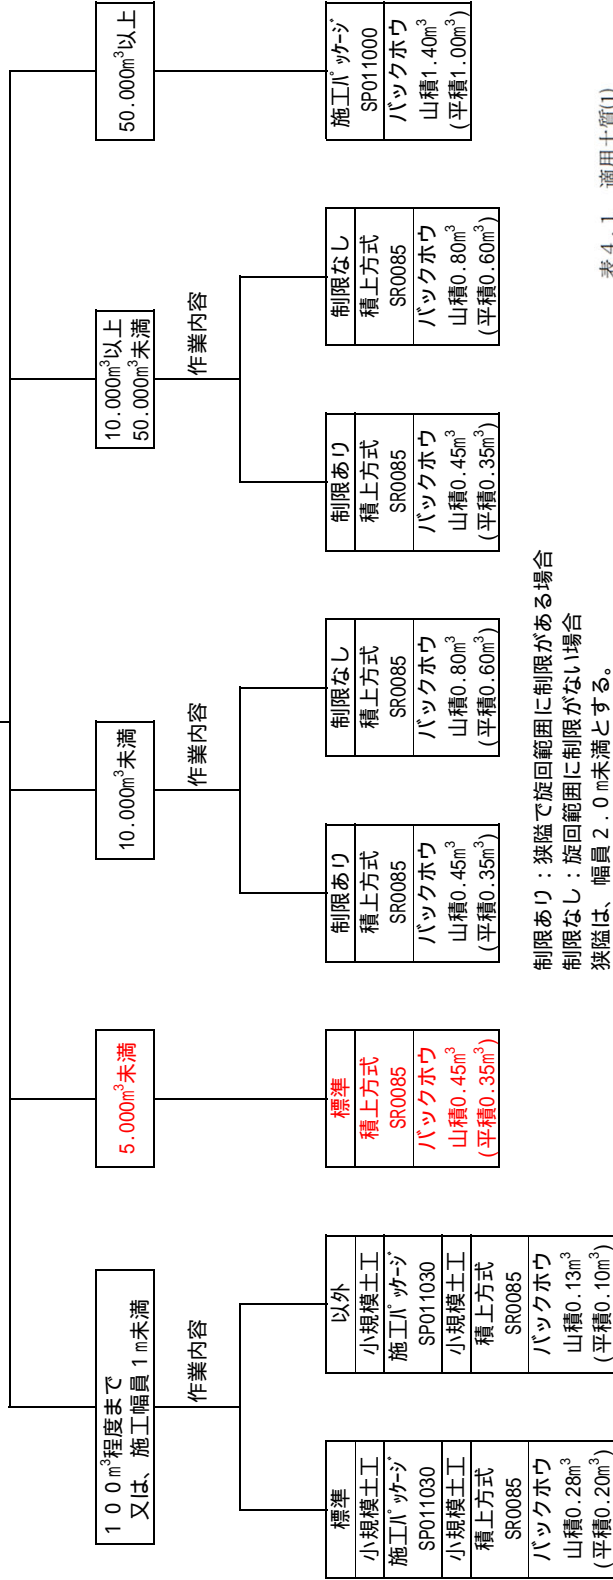 100m³程度まで
又は、施工幅員1m未満
5.000m³未満
10.000m³未満
10.000m³以上
50.000m³未満
50.000m³以上
作業内容
作業内容
作業内容
標準
小規模土工
施工ﾊﾟｯｹｰｼﾞ
SP011030
小規模土工
積上方式
SR0085
バックホウ
山積0.28m³
(平積0.20m³)
以外
小規模土工
施工ﾊﾟｯｹｰｼﾞ
SP011030
小規模土工
積上方式
SR0085
バックホウ
山積0.13m³
(平積0.10m³)
標準
積上方式
SR0085
バックホウ
山積0.45m³
(平積0.35m³)
制限あり
積上方式
SR0085
バックホウ
山積0.45m³
(平積0.35m³)
制限なし
積上方式
SR0085
バックホウ
山積0.80m³
(平積0.60m³)
制限あり
積上方式
SR0085
バックホウ
山積0.45m³
(平積0.35m³)
制限なし
積上方式
SR0085
バックホウ
山積0.80m³
(平積0.60m³)
施工ﾊﾟｯｹｰｼﾞ
SP011000
バックホウ
山積1.40m³
(平積1.00m³)
制限あり：狭隘で旋回範囲に制限がある場合
制限なし：旋回範囲に制限がない場合
狭隘は、幅員2.0m未満とする。
表4.1 適用土質(1)